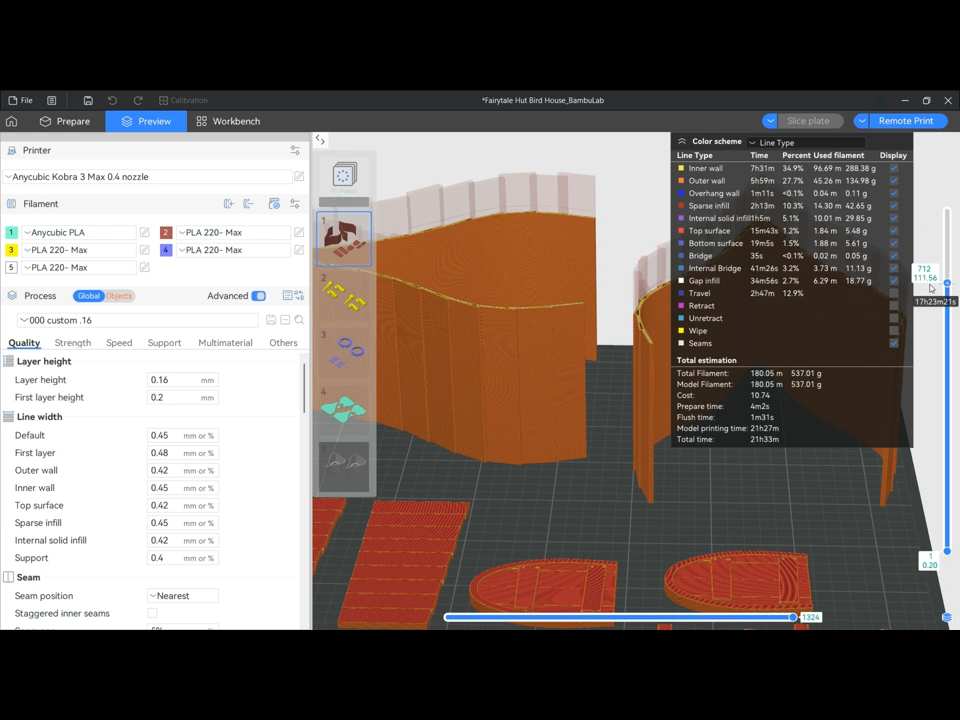 File
Calibration
*Fairytale Hut Bird House_BambuLab
Prepare
Preview
Workbench
Slice plate
Remote Print
Printer
Anycubic Kobra 3 Max 0.4 nozzle
Filament
1 Anycubic PLA
2 PLA 220- Max
3 PLA 220- Max
4 PLA 220- Max
5 PLA 220- Max
Process Global Objects Advanced
000 custom .16
Quality Strength Speed Support Multimaterial Others
Layer height
Layer height 0.16 mm
First layer height 0.2 mm
Line width
Default 0.45 mm or %
First layer 0.48 mm or %
Outer wall 0.42 mm or %
Inner wall 0.45 mm or %
Top surface 0.42 mm or %
Sparse infill 0.45 mm or %
Internal solid infill 0.42 mm or %
Support 0.4 mm or %
Seam
Seam position Nearest
Staggered inner seams
1
2
3
4
Color scheme Line Type
Line Type Time Percent Used filament Display
Inner wall 7h31m 34.9% 96.69 m 288.38 g
Outer wall 5h59m 27.7% 45.26 m 134.98 g
Overhang wall 1m11s <0.1% 0.04 m 0.11 g
Sparse infill 2h13m 10.3% 14.30 m 42.65 g
Internal solid infill 1h5m 5.1% 10.01 m 29.85 g
Top surface 15m43s 1.2% 1.84 m 5.48 g
Bottom surface 19m5s 1.5% 1.88 m 5.61 g
Bridge 35s <0.1% 0.02 m 0.05 g
Internal Bridge 41m26s 3.2% 3.73 m 11.13 g
Gap infill 34m56s 2.7% 6.29 m 18.77 g
Travel 2h47m 12.9%
Retract
Unretract
Wipe
Seams
Total estimation
Total Filament: 180.05 m 537.01 g
Model Filament: 180.05 m 537.01 g
Cost: 10.74
Prepare time: 4m2s
Flush time: 1m31s
Model printing time: 21h27m
Total time: 21h33m
712
111.56
17h23m21s
1
0.20
1324